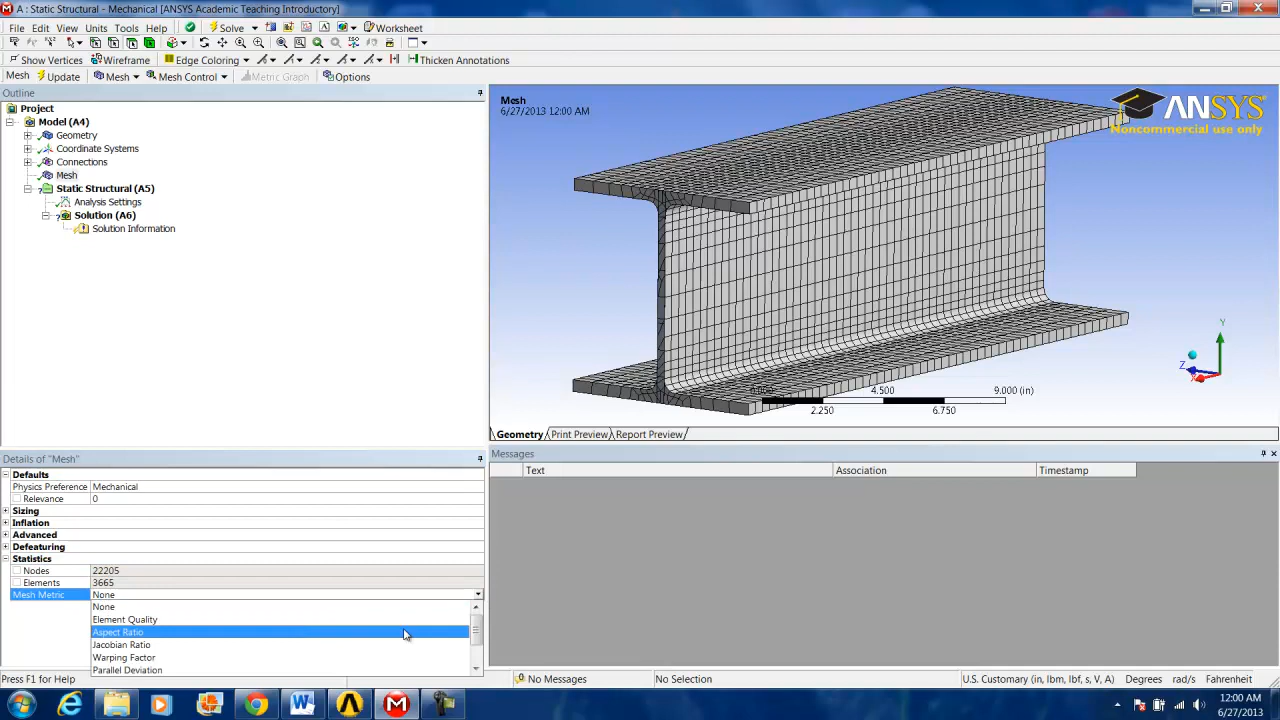 A : Static Structural - Mechanical [ANSYS Academic Teaching Introductory]
File Edit View Units Tools Help Solve Worksheet
Show Vertices Wireframe Edge Coloring Thicken Annotations
Mesh Update Mesh Mesh Control Metric Graph Options
Outline
Project
Model (A4)
Geometry
Coordinate Systems
Connections
Mesh
Static Structural (A5)
Analysis Settings
Solution (A6)
Solution Information
Mesh
6/27/2013 12:00 AM
ANSYS
Noncommercial use only
Y
Z
X
0.000 4.500 9.000 (in)
2.250 6.750
Geometry Print Preview Report Preview
Details of "Mesh"
Defaults
Physics Preference Mechanical
Relevance 0
Sizing
Inflation
Advanced
Defeaturing
Statistics
Nodes 22205
Elements 3665
Mesh Metric None
None
Element Quality
Aspect Ratio
Jacobian Ratio
Warping Factor
Parallel Deviation
Messages
Text Association Timestamp
Press F1 for Help No Messages No Selection U.S. Customary (in, lbm, lbf, s, V, A) Degrees rad/s Fahrenheit
12:00 AM
6/27/2013